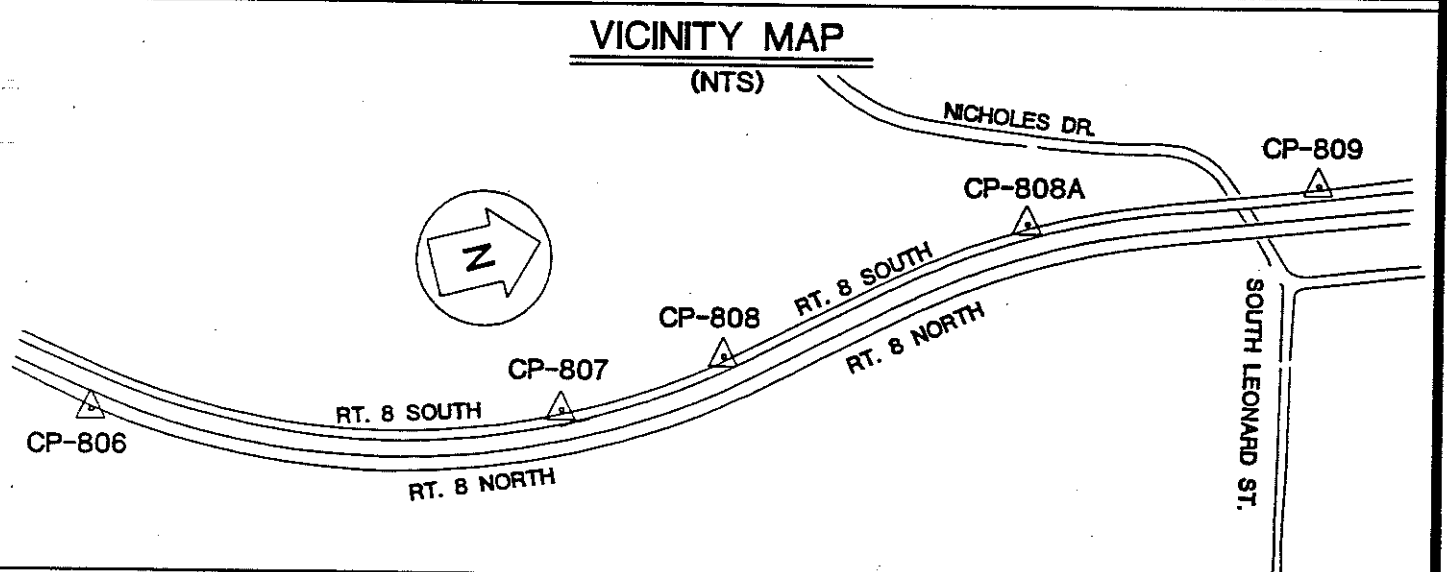 VICINITY MAP
(NTS)
NICHOLES DR.
CP-809
CP-808A
N
RT. 8 SOUTH
CP-808
RT. 8 NORTH
SOUTH LEONARD ST.
CP-807
RT. 8 SOUTH
CP-806
RT. 8 NORTH